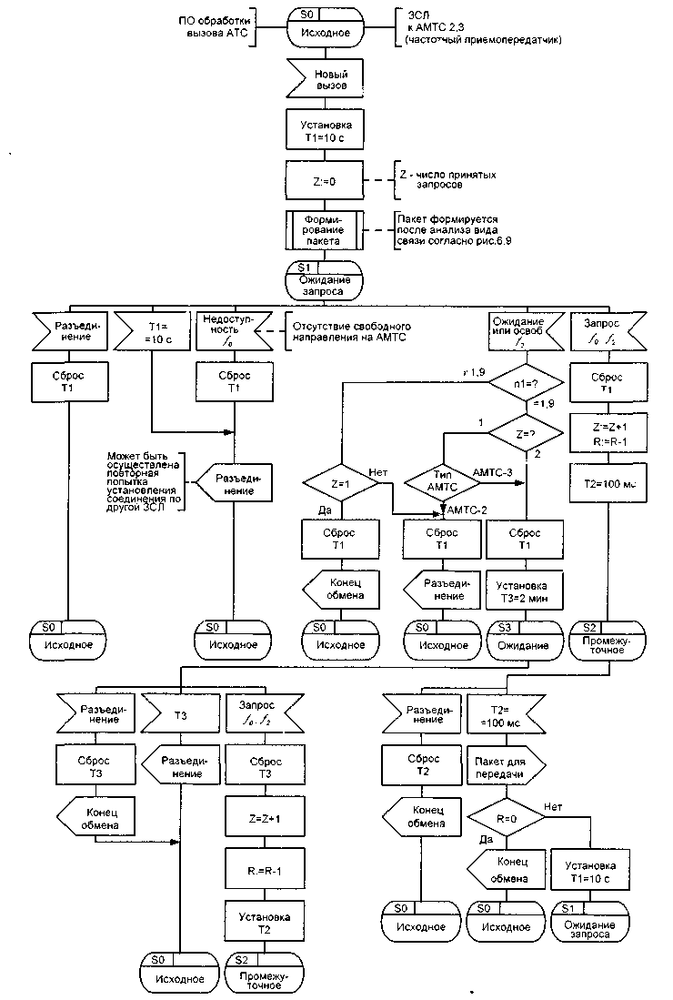 ПО обработки
вызова АТС
S0
Исходное
ЗСЛ
к АМТС 2,3
(частотный приемопередатчик)
Новый
вызов
Установка
T1=10 с
Z:=0
Z - число принятых
запросов
Форми-
рование
пакета
Пакет формируется
после анализа вида
связи согласно рис.6.9
S1
Ожидание
запроса
Разъеди-
нение
T1=
=10 с
Недоступ-
ность
f0
Отсутствие свободного
направления на АМТС
Ожидание
или освоб
f2
Запрос
f0 f2
Сброс
T1
Сброс
T1
n1=?
Сброс
T1
1,9
=1,9
1
Z=?
2
Z:=Z+1
R:=R-1
Может быть
осуществлена
повторная
попытка
установления
соединения по
другой ЗСЛ
Разъеди-
нение
Z=1
Нет
Да
Тип
АМТС
АМТС-3
АМТС-2
T2=100 мс
Сброс
T1
Сброс
T1
Сброс
T1
Конец
обмена
Разъеди-
нение
Установка
T3=2 мин
S0
Исходное
S0
Исходное
S0
Исходное
S0
Исходное
S3
Ожидание
S2
Промежу-
точное
Разъеди-
нение
T3
Запрос
f0, f2
Разъеди-
нение
T2=
=100 мс
Сброс
T3
Разъеди-
нение
Сброс
T3
Сброс
T2
Пакет для
передачи
Конец
обмена
Z=Z+1
Конец
обмена
R=0
Нет
Да
R:=R-1
Конец
обмена
Установка
T1=10 с
Установка
T2
S0
Исходное
S0
Исходное
S1
Ожидание
запроса
S0
Исходное
S2
Промежу-
точное